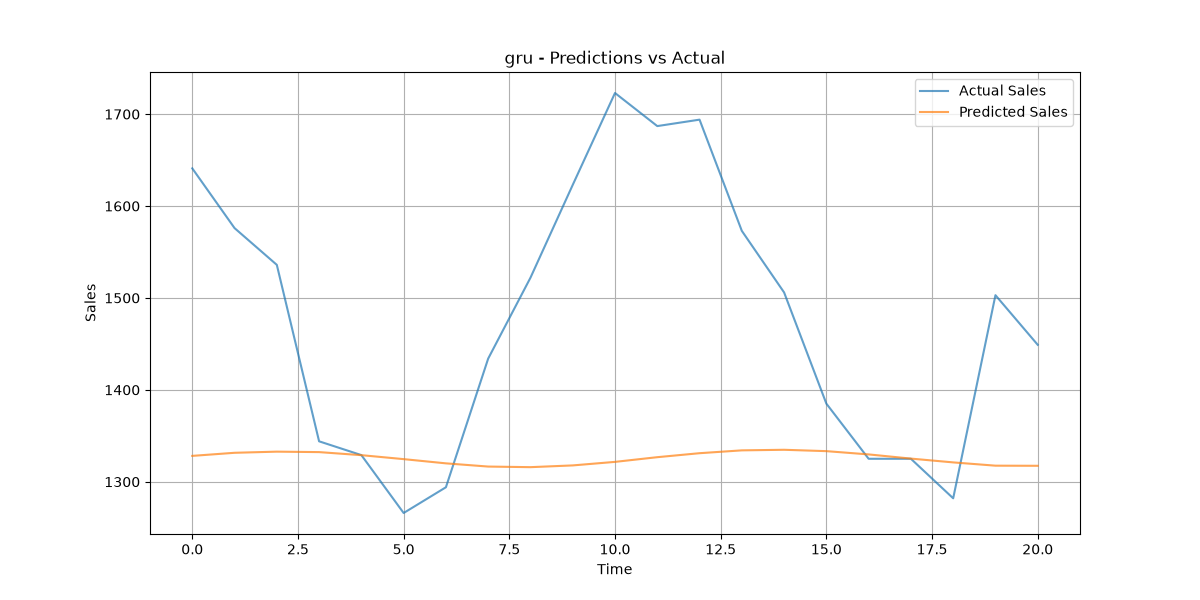 gru - Predictions vs Actual
Actual Sales
Predicted Sales
Sales
1700
1600
1500
1400
1300
0.0 2.5 5.0 7.5 10.0 12.5 15.0 17.5 20.0
Time